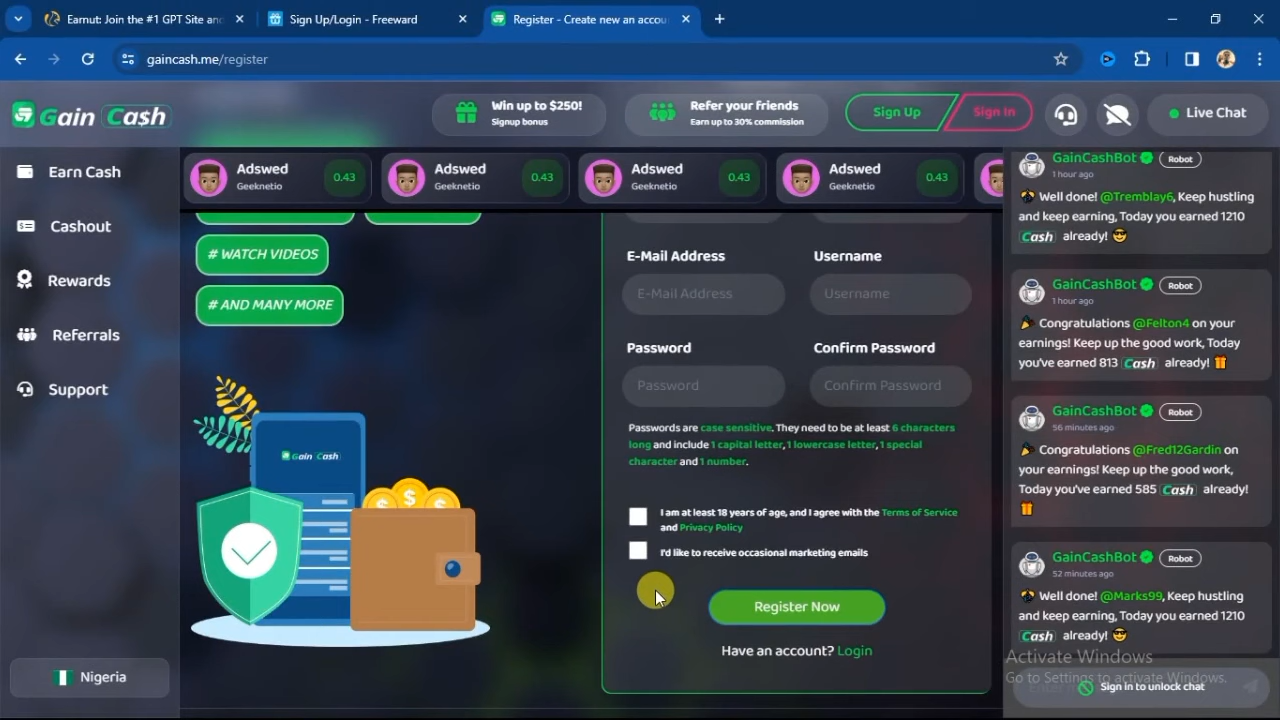 Earnut: Join the #1 GPT Site and
Sign Up/Login - Freeward
Register - Create new an accou
gaincash.me/register
Gain Cash
Win up to $250!
Signup bonus
Refer your friends
Earn up to 30% commission
Sign Up
Sign In
Live Chat
Earn Cash
Cashout
Rewards
Referrals
Support
Nigeria
Adswed
Geeknetio
0.43
Adswed
Geeknetio
0.43
Adswed
Geeknetio
0.43
Adswed
Geeknetio
0.43
# WATCH VIDEOS
# AND MANY MORE
Gain Cash
E-Mail Address
Username
E-Mail Address
Username
Password
Confirm Password
Password
Confirm Password
Passwords are case sensitive. They need to be at least 6 characters
long and include 1 capital letter, 1 lowercase letter, 1 special
character and 1 number.
I am at least 18 years of age, and I agree with the Terms of Service
and Privacy Policy
I'd like to receive occasional marketing emails
Register Now
Have an account? Login
GainCashBot Robot
1 hour ago
Well done! @Tremblay6, Keep hustling
and keep earning, Today you earned 1210
Cash already!
GainCashBot Robot
1 hour ago
Congratulations @Felton4 on your
earnings! Keep up the good work, Today
you've earned 813 Cash already!
GainCashBot Robot
56 minutes ago
Congratulations @Fred12Gardin on
your earnings! Keep up the good work,
Today you've earned 585 Cash already!
GainCashBot Robot
52 minutes ago
Well done! @Marks99, Keep hustling
and keep earning, Today you earned 1210
Cash already!
Activate Windows
Go to Settings to activate Windows.
Sign in to unlock chat